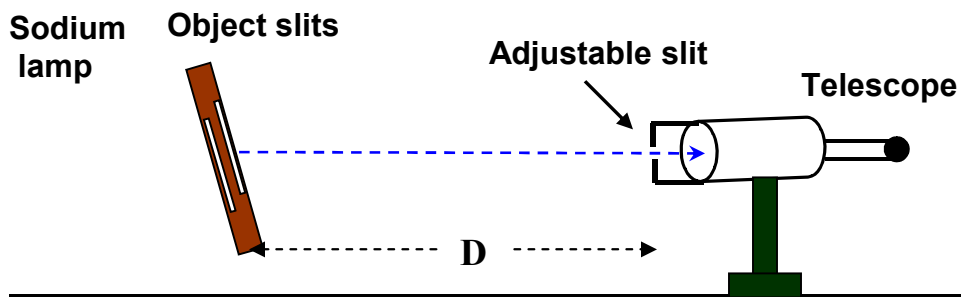 Sodium
lamp
Object slits
Adjustable slit
Telescope
D